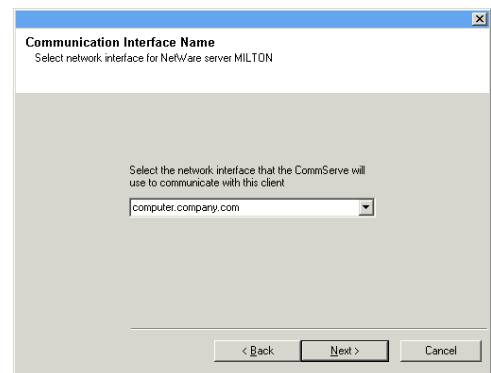 Communication Interface Name
Select network interface for NetWare server MILTON
Select the network interface that the CommServe will
use to communicate with this client
computer.company.com
< Back
Next >
Cancel